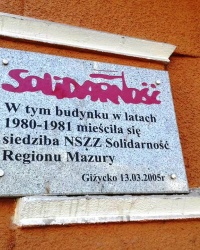 SOLIDARNOŚĆ
W tym budynku w latach
1980-1981 mieściła się
siedziba NSZZ Solidarność
Regionu Mazury
Giżycko 13.03.2005r